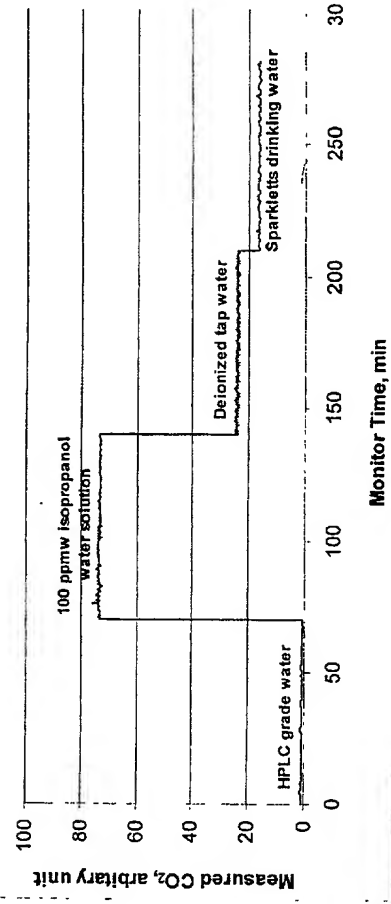 Measured CO₂, arbitary unit
100
80
60
40
20
0
100 ppmw isopropanol
water solution
HPLC grade water
Deionized tap water
Sparkletts drinking water
0
50
100
150
200
250
30
Monitor Time, min